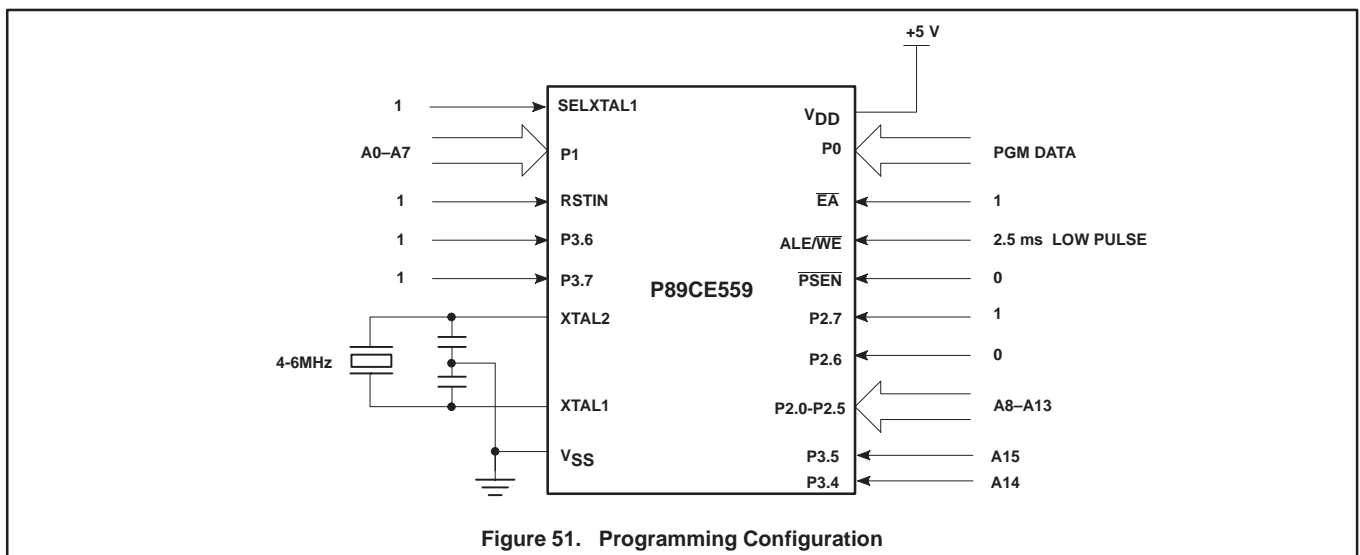 +5 V
1 SELXTAL1 VDD
A0–A7 P1 P0 PGM DATA
1 RSTIN EA 1
1 P3.6 ALE/WE 2.5 ms LOW PULSE
1 P3.7 P89CE559 PSEN 0
XTAL2 P2.7 1
4-6MHz P2.6 0
XTAL1 P2.0-P2.5 A8–A13
VSS P3.5 A15
P3.4 A14
Figure 51. Programming Configuration